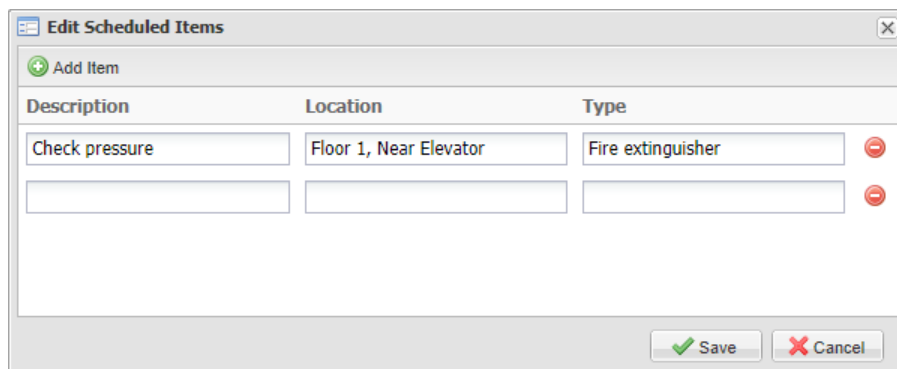 Edit Scheduled Items
Add Item
Description Location Type
Check pressure Floor 1, Near Elevator Fire extinguisher
Save Cancel